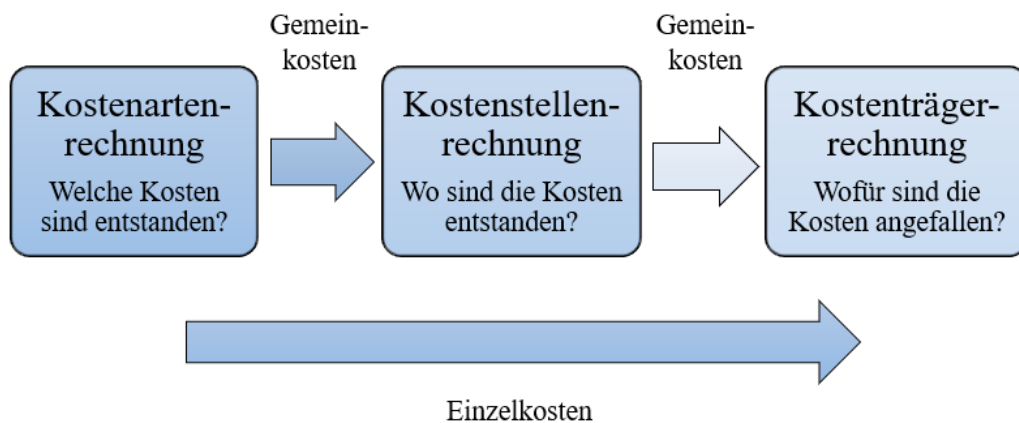 Gemein-
kosten
Gemein-
kosten
Kostenarten-
rechnung
Welche Kosten
sind entstanden?
Kostenstellen-
rechnung
Wo sind die Kosten
entstanden?
Kostenträger-
rechnung
Wofür sind die
Kosten angefallen?
Einzelkosten